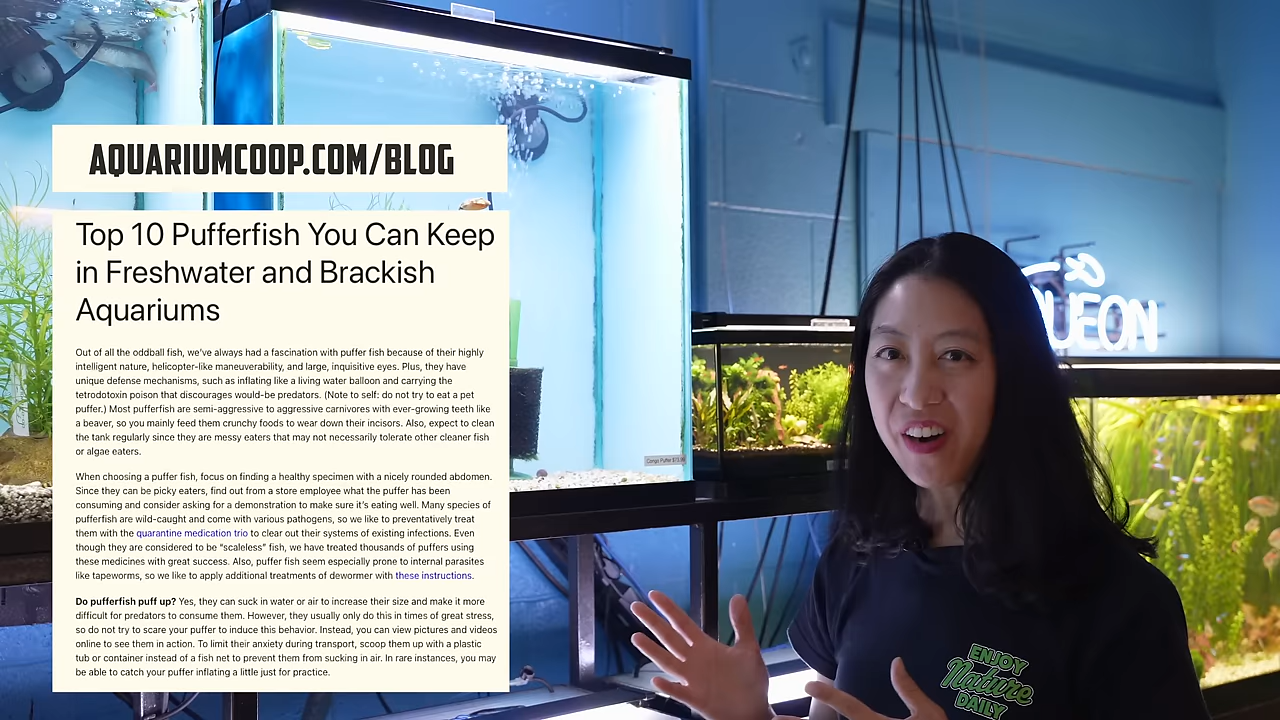 AQUARIUMCOOP.COM/BLOG
Top 10 Pufferfish You Can Keep
in Freshwater and Brackish
Aquariums
Out of all the oddball fish, we've always had a fascination with puffer fish because of their highly
intelligent nature, helicopter-like maneuverability, and large, inquisitive eyes. Plus, they have
unique defense mechanisms, such as inflating like a living water balloon and carrying the
tetrodotoxin poison that discourages would-be predators. (Note to self: do not try to eat a pet
puffer.) Most pufferfish are semi-aggressive to aggressive carnivores with ever-growing teeth like
a beaver, so you mainly feed them crunchy foods to wear down their incisors. Also, expect to clean
the tank regularly since they are messy eaters that may not necessarily tolerate other cleaner fish
or algae eaters.
When choosing a puffer fish, focus on finding a healthy specimen with a nicely rounded abdomen.
Since they can be picky eaters, find out from a store employee what the puffer has been
consuming and consider asking for a demonstration to make sure it's eating well. Many species of
pufferfish are wild-caught and come with various pathogens, so we like to preventatively treat
them with the quarantine medication trio to clear out their systems of existing infections. Even
though they are considered to be “scaleless” fish, we have treated thousands of puffers using
these medicines with great success. Also, puffer fish seem especially prone to internal parasites
like tapeworms, so we like to apply additional treatments of dewormer with these instructions.
Do pufferfish puff up? Yes, they can suck in water or air to increase their size and make it more
difficult for predators to consume them. However, they usually only do this in times of great stress,
so do not try to scare your puffer to induce this behavior. Instead, you can view pictures and videos
online to see them in action. To limit their anxiety during transport, scoop them up with a plastic
tub or container instead of a fish net to prevent them from sucking in air. In rare instances, you may
be able to catch your puffer inflating a little just for practice.
Congo Puffer
UEON
ENJOY
Nature
DAILY